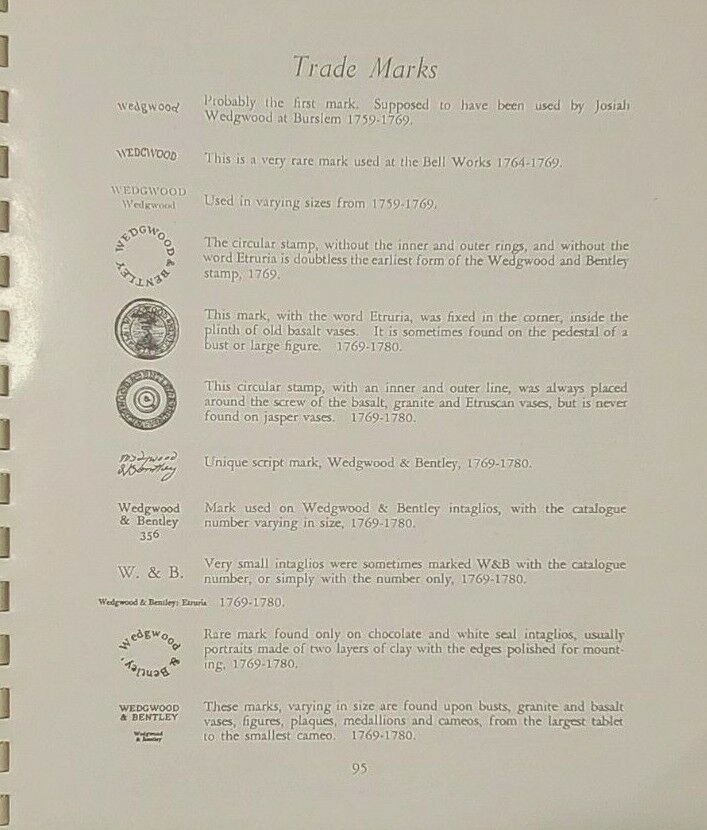 Trade Marks
Wedgwood
Probably the first mark. Supposed to have been used by Josiah
Wedgwood at Burslem 1759-1769.
WEDGWOOD
This is a very rare mark used at the Bell Works 1764-1769.
WEDGWOOD
Wedgwood
Used in varying sizes from 1759-1769.
WEDGWOOD & BENTLEY
The circular stamp, without the inner and outer rings, and without the
word Etruria is doubtless the earliest form of the Wedgwood and Bentley
stamp, 1769.
This mark, with the word Etruria, was fixed in the corner, inside the
plinth of old basalt vases. It is sometimes found on the pedestal of a
bust or large figure. 1769-1780.
This circular stamp, with an inner and outer line, was always placed
around the screw of the basalt, granite and Etruscan vases, but is never
found on jasper vases. 1769-1780.
Wedgwood
& Bentley
Unique script mark, Wedgwood & Bentley, 1769-1780.
Wedgwood
& Bentley
356
Mark used on Wedgwood & Bentley intaglios, with the catalogue
number varying in size, 1769-1780.
W. & B.
Very small intaglios were sometimes marked W&B with the catalogue
number, or simply with the number only, 1769-1780.
Wedgwood & Bentley: Etruria 1769-1780.
Wedgwood & Bentley.
Rare mark found only on chocolate and white seal intaglios, usually
portraits made of two layers of clay with the edges polished for mount-
ing, 1769-1780.
WEDGWOOD
& BENTLEY
Wedgwood
& Bentley
These marks, varying in size are found upon busts, granite and basalt
vases, figures, plaques, medallions and cameos, from the largest tablet
to the smallest cameo. 1769-1780.
95